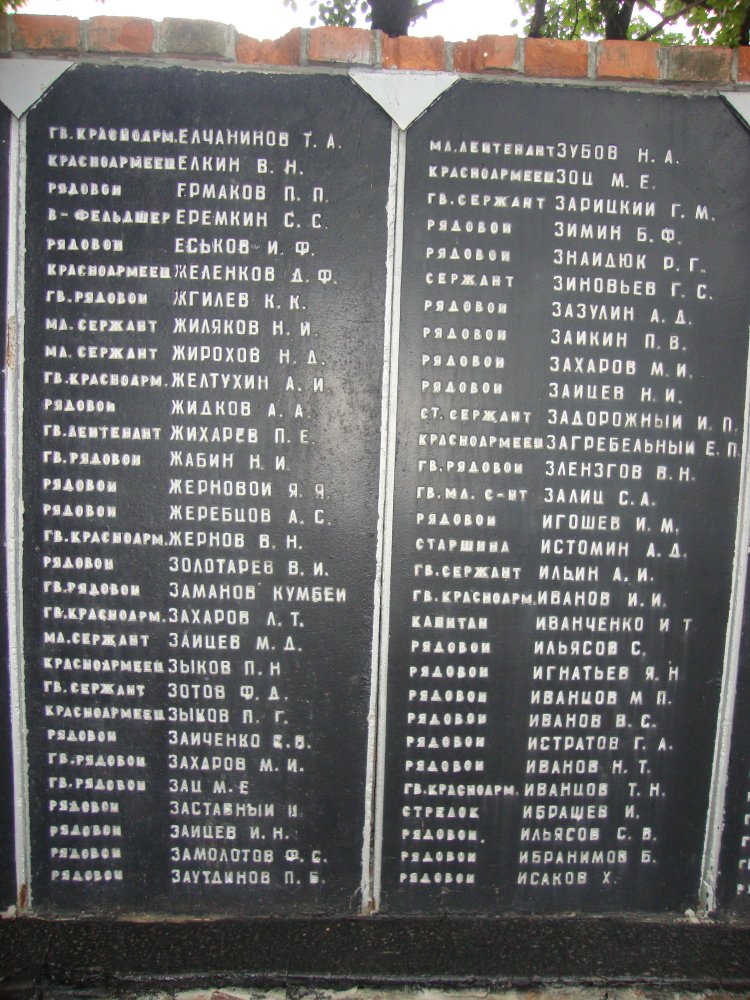 ГВ.КРАСНОАРМ. ЕЛЧАНИНОВ Т. А.
КРАСНОАРМЕЕЦ ЕЛКИН В. Н.
РЯДОВОЙ ЕРМАКОВ П. П.
В-ФЕЛЬДШЕР ЕРЕМКИН С. С.
РЯДОВОЙ ЕСЬКОВ И. Ф.
КРАСНОАРМЕЕЦ ЖЕЛЕНКОВ Д. Ф.
ГВ.РЯДОВОЙ ЖГИЛЕВ К. К.
МЛ.СЕРЖАНТ ЖИЛЯКОВ Н. И.
МЛ.СЕРЖАНТ ЖИРОХОВ Н. Д.
ГВ.КРАСНОАРМ. ЖЕЛТУХИН А. И.
РЯДОВОЙ ЖИДКОВ А. А.
ГВ.ЛЕЙТЕНАНТ ЖИХАРЕВ П. Е.
ГВ.РЯДОВОЙ ЖАБИН Н. И.
РЯДОВОЙ ЖЕРНОВОЙ Я. Я.
РЯДОВОЙ ЖЕРЕБЦОВ А. С.
ГВ.КРАСНОАРМ. ЖЕРНОВ В. Н.
РЯДОВОЙ ЗОЛОТАРЕВ В. И.
ГВ.РЯДОВОЙ ЗАМАНОВ КУМБЕЙ
ГВ.КРАСНОАРМ. ЗАХАРОВ Л. Т.
МЛ.СЕРЖАНТ ЗАЙЦЕВ М. Д.
КРАСНОАРМЕЕЦ ЗЫКОВ П. Н
ГВ.СЕРЖАНТ ЗОТОВ Ф. Д.
КРАСНОАРМЕЕЦ ЗЫКОВ П. Г.
РЯДОВОЙ ЗАИЧЕНКО Е.В.
ГВ.РЯДОВОЙ ЗАХАРОВ М. И.
ГВ.РЯДОВОЙ ЗАЦ М. Е
РЯДОВОЙ ЗАСТАВНЫЙ И
РЯДОВОЙ ЗАЙЦЕВ И. Н.
РЯДОВОЙ ЗАМОЛОТОВ Ф. С.
РЯДОВОЙ ЗАУТДИНОВ П. Б.
МЛ.ЛЕЙТЕНАНТ ЗУБОВ Н. А.
КРАСНОАРМЕЕЦ ЗОЦ М. Е.
ГВ.СЕРЖАНТ ЗАРИЦКИЙ Г. М.
РЯДОВОЙ ЗИМИН Б. Ф.
РЯДОВОЙ ЗНАЙДЮК Р. Г.
СЕРЖАНТ ЗИНОВЬЕВ Г. С.
РЯДОВОЙ ЗАЗУЛИН А. Д.
РЯДОВОЙ ЗАИКИН П. В.
РЯДОВОЙ ЗАХАРОВ М. И.
РЯДОВОЙ ЗАЙЦЕВ Н. И.
СТ. СЕРЖАНТ ЗАДОРОЖНЫЙ И. П.
КРАСНОАРМЕЕЦ ЗАГРЕБЕЛЬНЫЙ Е. П.
ГВ.РЯДОВОЙ ЗЛЕНЗГОВ В. Н.
ГВ.МЛ. С-НТ ЗАЛИЦ С.А.
РЯДОВОЙ ИГОШЕВ И. М.
СТАРШИНА ИСТОМИН А. Д.
ГВ.СЕРЖАНТ ИЛЬИН А. И.
ГВ.КРАСНОАРМ. ИВАНОВ И. И.
КАПИТАН ИВАНЧЕНКО И Т
РЯДОВОЙ ИЛЬЯСОВ С.
РЯДОВОЙ ИГНАТЬЕВ Я. Н
РЯДОВОЙ ИВАНЦОВ М П.
РЯДОВОЙ ИВАНОВ В. С.
РЯДОВОЙ ИСТРАТОВ Г. А.
РЯДОВОЙ ИВАНОВ Н. Т.
ГВ.КРАСНОАРМ. ИВАНЦОВ Т. Н.
СТРЕЛОК ИБРАЩЕВ И.
РЯДОВОЙ. ИЛЬЯСОВ С. В.
РЯДОВОЙ ИБРАНИМОВ Б.
РЯДОВОЙ ИСАКОВ Х.